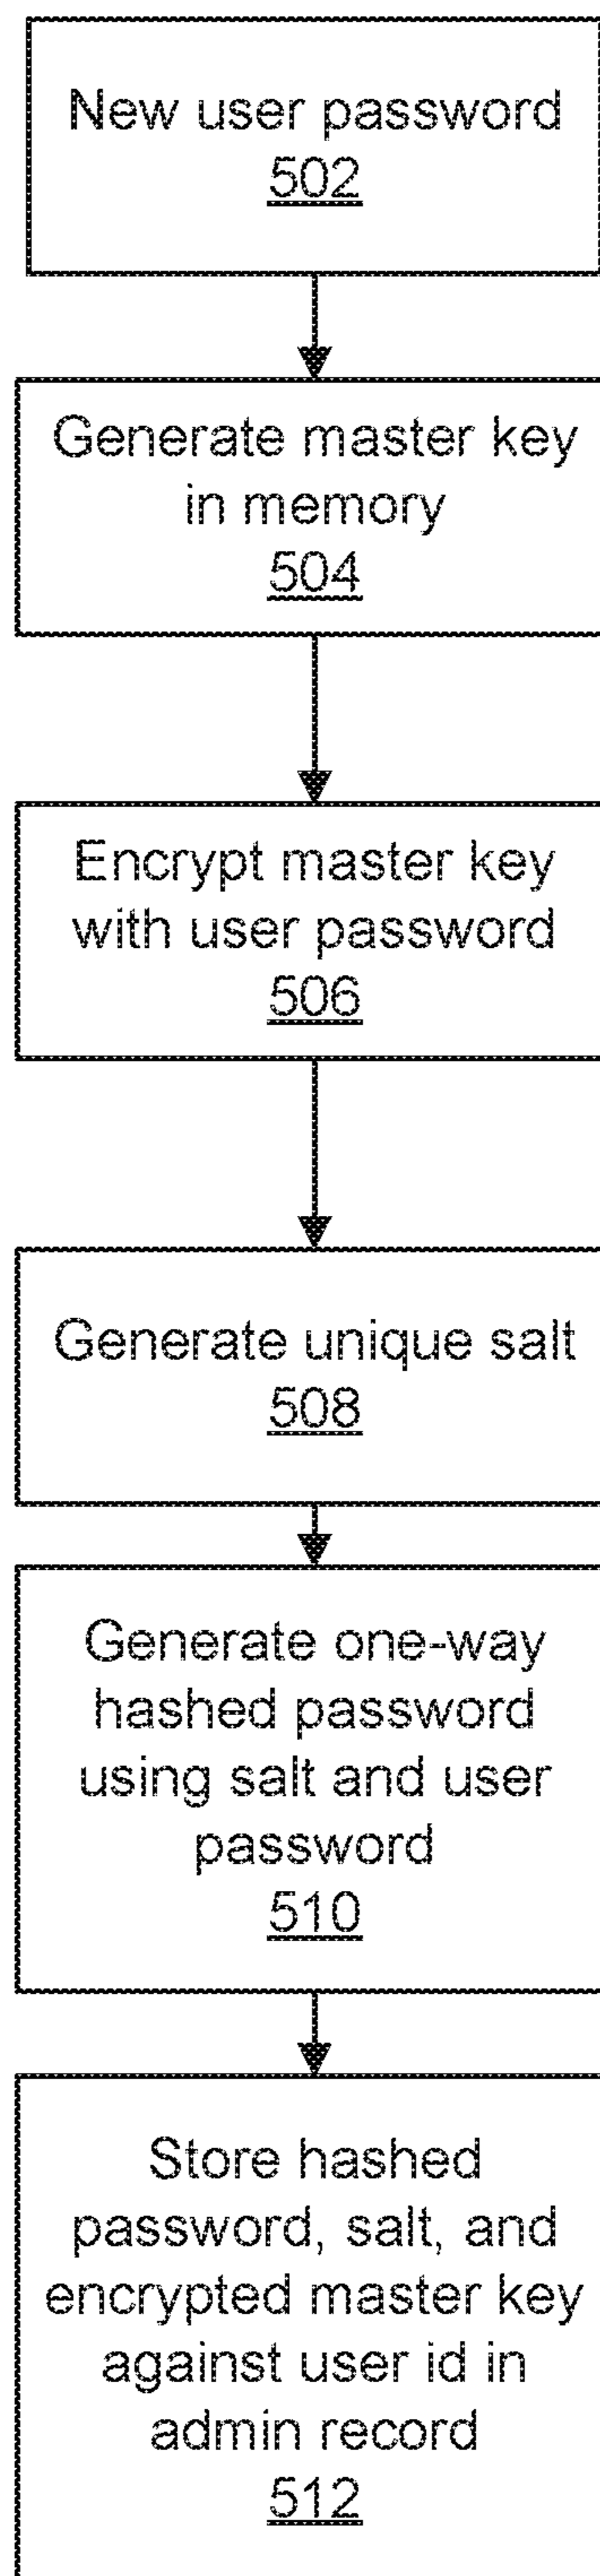 New user password
502
Generate master key
in memory
504
Encrypt master key
with user password
506
Generate unique salt
508
Generate one-way
hashed password
using salt and user
password
510
Store hashed
password, salt, and
encrypted master key
against user id in
admin record
512